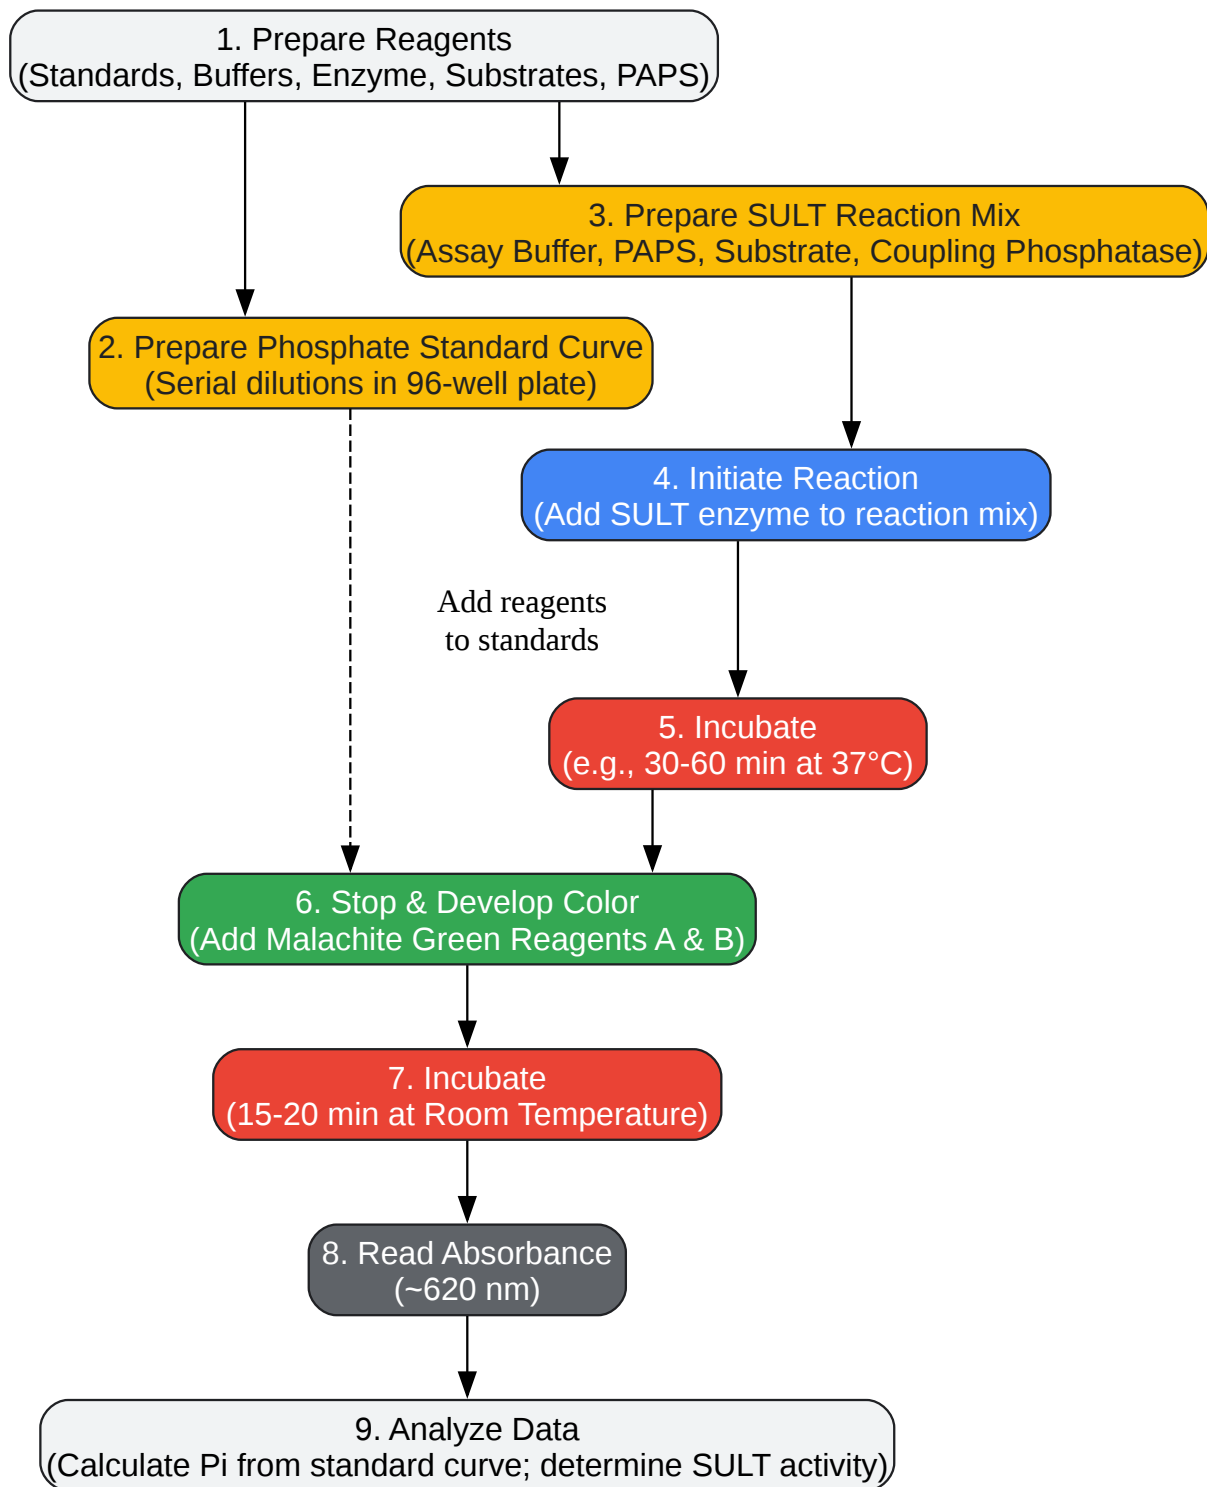 1. Prepare Reagents
(Standards, Buffers, Enzyme, Substrates, PAPS)
3. Prepare SULT Reaction Mix
(Assay Buffer, PAPS, Substrate, Coupling Phosphatase)
2. Prepare Phosphate Standard Curve
(Serial dilutions in 96-well plate)
4. Initiate Reaction
(Add SULT enzyme to reaction mix)
Add reagents
to standards
5. Incubate
(e.g., 30-60 min at 37°C)
6. Stop & Develop Color
(Add Malachite Green Reagents A & B)
7. Incubate
(15-20 min at Room Temperature)
8. Read Absorbance
(~620 nm)
9. Analyze Data
(Calculate Pi from standard curve; determine SULT activity)